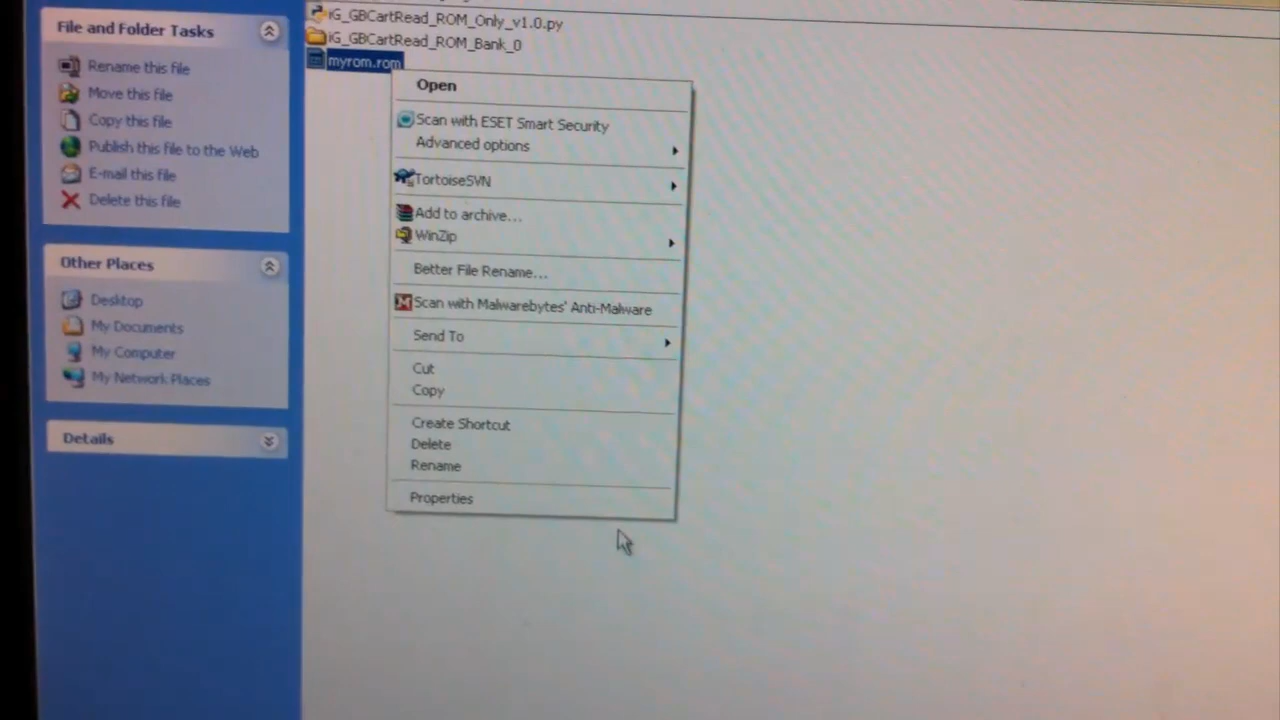 File and Folder Tasks
Rename this file
Move this file
Copy this file
Publish this file to the Web
E-mail this file
Delete this file
Other Places
Desktop
My Documents
My Computer
My Network Places
Details
iG_GBCartRead_ROM_Only_v1.0.py
iG_GBCartRead_ROM_Bank_0
myrom.rom
Open
Scan with ESET Smart Security
Advanced options
TortoiseSVN
Add to archive...
WinZip
Better File Rename...
Scan with Malwarebytes' Anti-Malware
Send To
Cut
Copy
Create Shortcut
Delete
Rename
Properties